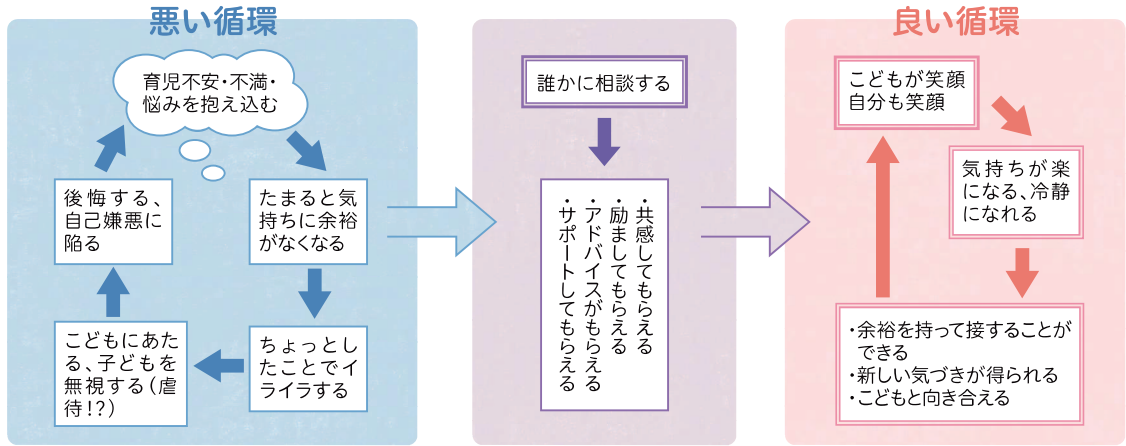 悪い循環
育児不安・不満・
悩みを抱え込む
たまると気
持ちに余裕
がなくなる
ちょっとし
たことでイ
ライラする
こどもにあた
る、子どもを
無視する(虐
待!?)
後悔する、
自己嫌悪に
陥る
誰かに相談する
・共感してもらえる
・励ましてもらえる
・アドバイスがもらえる
・サポートしてもらえる
良い循環
こどもが笑顔
自分も笑顔
気持ちが楽
になる、冷静
になれる
・余裕を持って接することが
できる
・新しい気づきが得られる
・こどもと向き合える